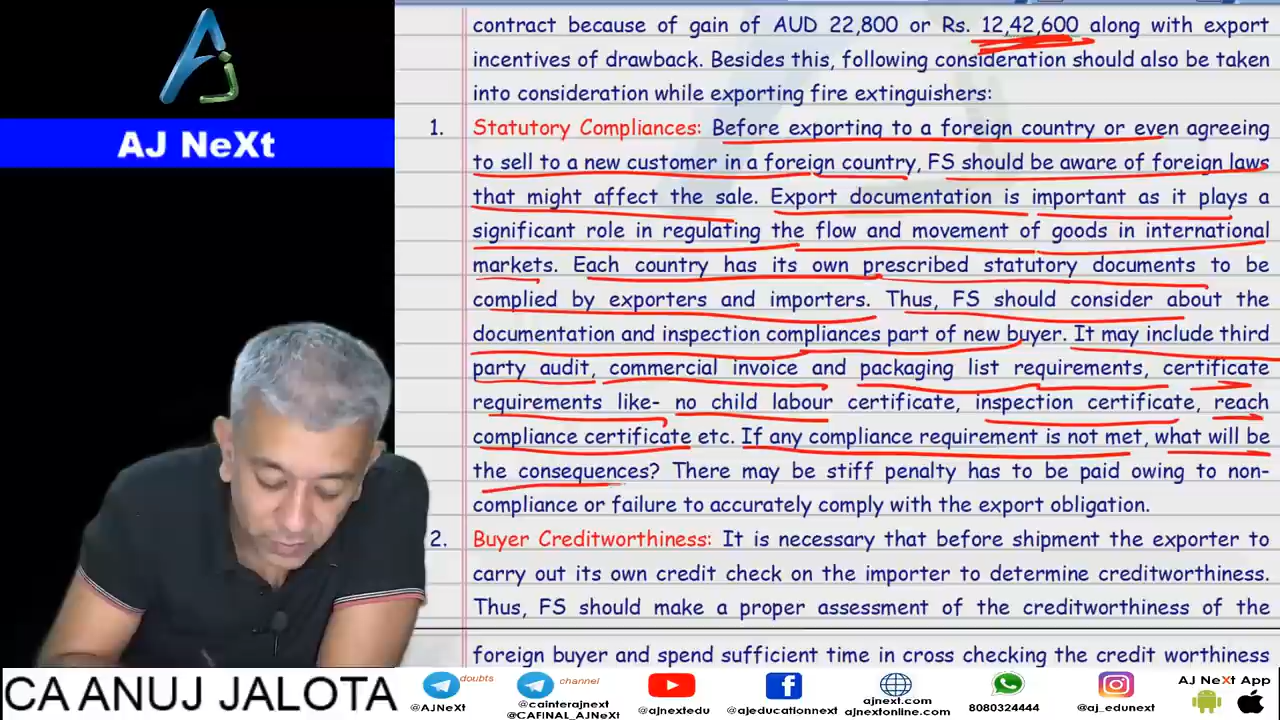 contract because of gain of AUD 22,800 or Rs. 12,42,600 along with export
incentives of drawback. Besides this, following consideration should also be taken
into consideration while exporting fire extinguishers:
1. Statutory Compliances: Before exporting to a foreign country or even agreeing
to sell to a new customer in a foreign country, FS should be aware of foreign laws
that might affect the sale. Export documentation is important as it plays a
significant role in regulating the flow and movement of goods in international
markets. Each country has its own prescribed statutory documents to be
complied by exporters and importers. Thus, FS should consider about the
documentation and inspection compliances part of new buyer. It may include third
party audit, commercial invoice and packaging list requirements, certificate
requirements like- no child labour certificate, inspection certificate, reach
compliance certificate etc. If any compliance requirement is not met, what will be
the consequences? There may be stiff penalty has to be paid owing to non-
compliance or failure to accurately comply with the export obligation.
2. Buyer Creditworthiness: It is necessary that before shipment the exporter to
carry out its own credit check on the importer to determine creditworthiness.
Thus, FS should make a proper assessment of the creditworthiness of the
foreign buyer and spend sufficient time in cross checking the credit worthiness
AJ
AJ NeXt
CA ANUJ JALOTA
doubts
@AJNeXt
channel
@cainterajnext
@CAFINAL_AJNeXt
@ajnextedu
@ajeducationnext
ajnext.com
ajnextonline.com
8080324444
@aj_edunext
AJ NeXt App